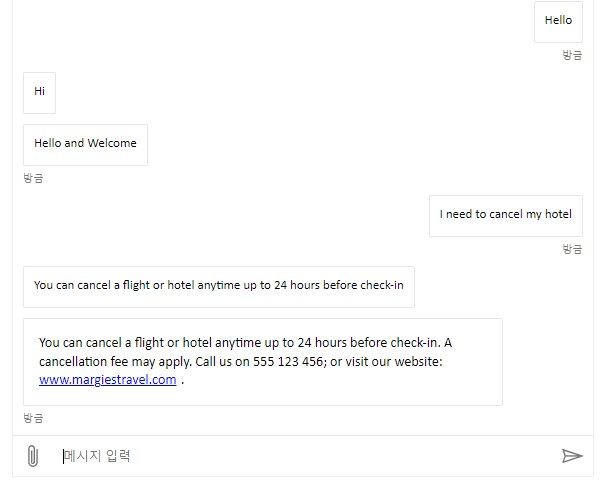 Hello
방금
Hi
Hello and Welcome
방금
I need to cancel my hotel
방금
You can cancel a flight or hotel anytime up to 24 hours before check-in
You can cancel a flight or hotel anytime up to 24 hours before check-in. A
cancellation fee may apply. Call us on 555 123 456; or visit our website:
www.margiestravel.com .
방금
메시지 입력